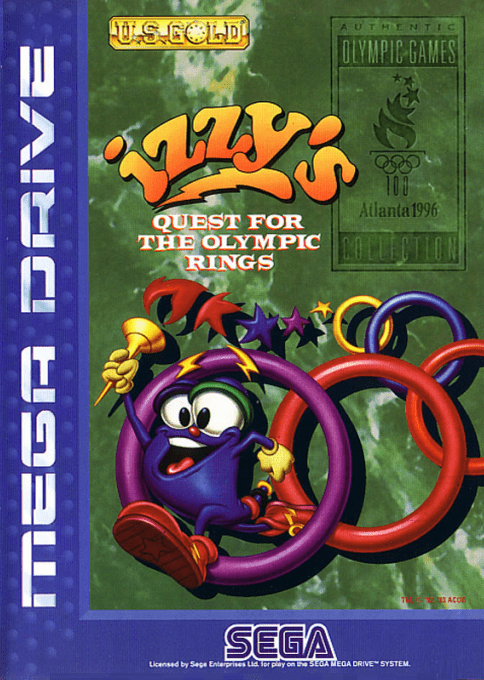 U.S. GOLD
AUTHENTIC
OLYMPIC GAMES
100
Atlanta 1996
COLLECTION
izzy's
QUEST FOR
THE OLYMPIC
RINGS
MEGA DRIVE
SEGA
Licensed by Sega Enterprises Ltd. for play on the SEGA MEGA DRIVE™ SYSTEM.